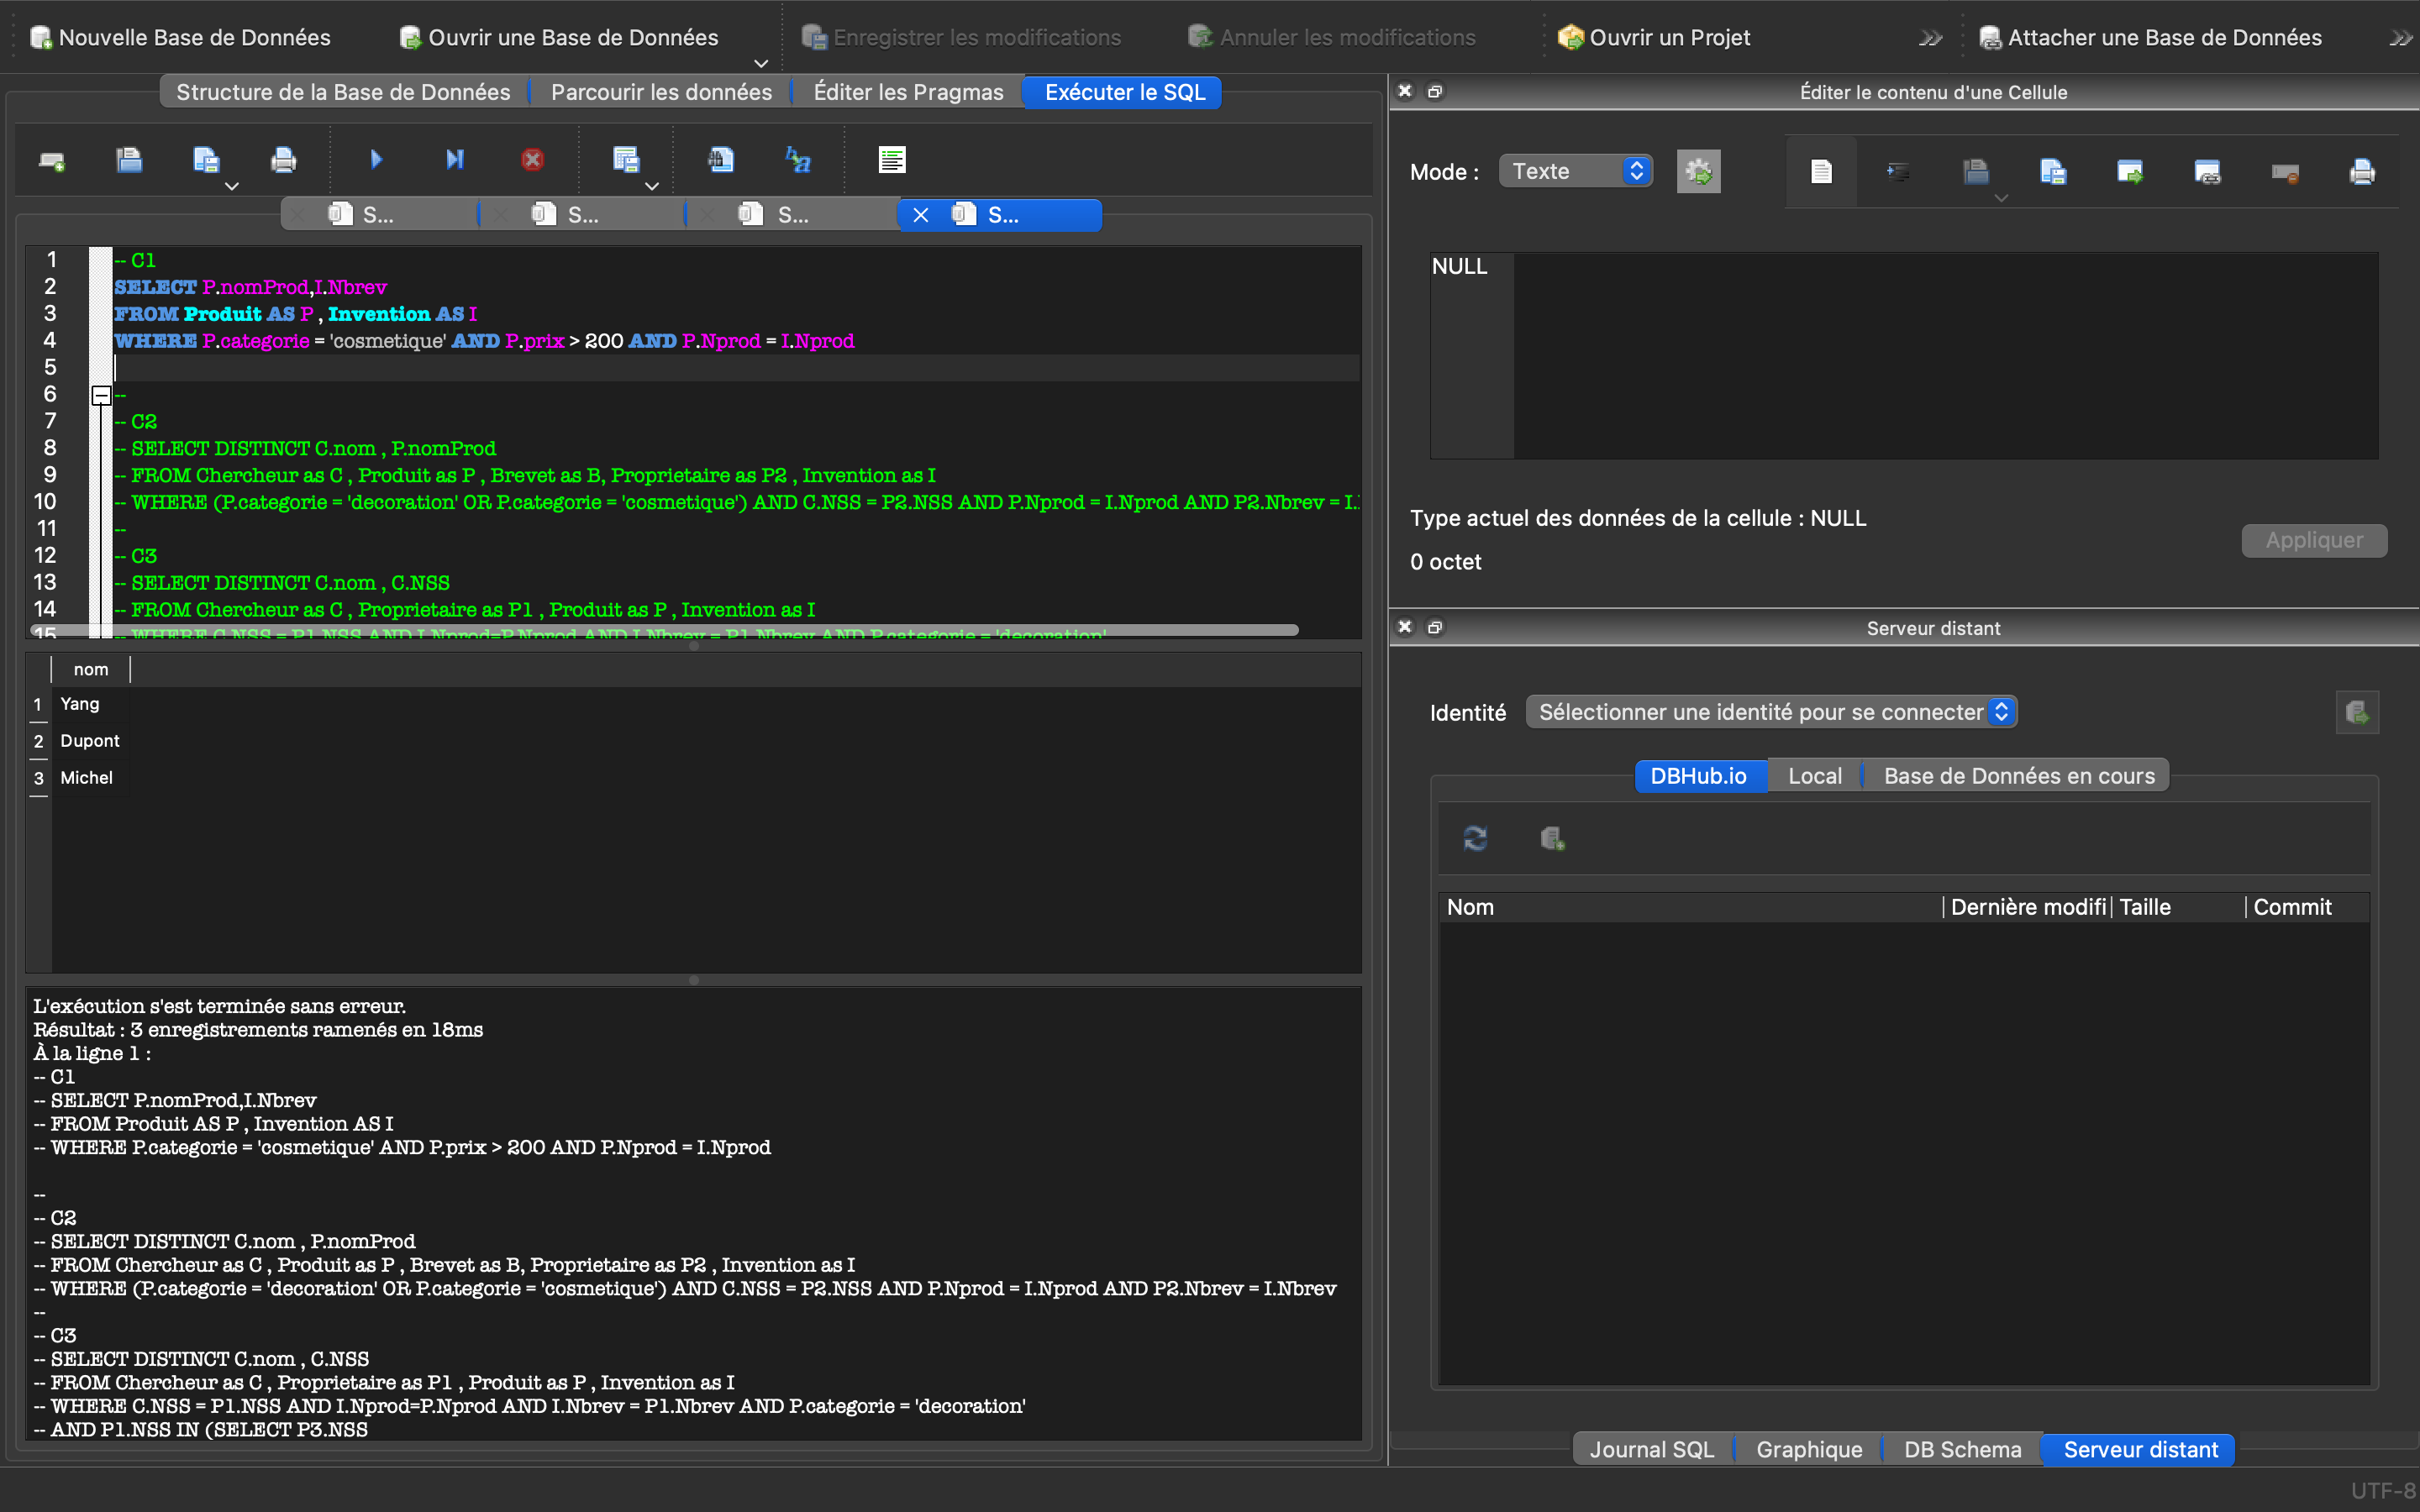 Nouvelle Base de Données
Ouvrir une Base de Données
Enregistrer les modifications
Annuler les modifications
Ouvrir un Projet
Attacher une Base de Données
Structure de la Base de Données
Parcourir les données
Éditer les Pragmas
Exécuter le SQL
S...
S...
S...
S...
1 -- C1
2 SELECT P.nomProd,I.Nbrev
3 FROM Produit AS P , Invention AS I
4 WHERE P.categorie = 'cosmetique' AND P.prix > 200 AND P.Nprod = I.Nprod
5
6 --
7 -- C2
8 -- SELECT DISTINCT C.nom , P.nomProd
9 -- FROM Chercheur as C , Produit as P , Brevet as B, Proprietaire as P2 , Invention as I
10 -- WHERE (P.categorie = 'decoration' OR P.categorie = 'cosmetique') AND C.NSS = P2.NSS AND P.Nprod = I.Nprod AND P2.Nbrev = I.
11 --
12 -- C3
13 -- SELECT DISTINCT C.nom , C.NSS
14 -- FROM Chercheur as C , Proprietaire as P1 , Produit as P , Invention as I
15 -- WHERE C.NSS = P1.NSS AND I.Nprod=P.Nprod AND I.Nbrev = P1.Nbrev AND P.categorie = 'decoration'
nom
1 Yang
2 Dupont
3 Michel
L'exécution s'est terminée sans erreur.
Résultat : 3 enregistrements ramenés en 18ms
À la ligne 1 :
-- C1
-- SELECT P.nomProd,I.Nbrev
-- FROM Produit AS P , Invention AS I
-- WHERE P.categorie = 'cosmetique' AND P.prix > 200 AND P.Nprod = I.Nprod
--
-- C2
-- SELECT DISTINCT C.nom , P.nomProd
-- FROM Chercheur as C , Produit as P , Brevet as B, Proprietaire as P2 , Invention as I
-- WHERE (P.categorie = 'decoration' OR P.categorie = 'cosmetique') AND C.NSS = P2.NSS AND P.Nprod = I.Nprod AND P2.Nbrev = I.Nbrev
--
-- C3
-- SELECT DISTINCT C.nom , C.NSS
-- FROM Chercheur as C , Proprietaire as P1 , Produit as P , Invention as I
-- WHERE C.NSS = P1.NSS AND I.Nprod=P.Nprod AND I.Nbrev = P1.Nbrev AND P.categorie = 'decoration'
-- AND P1.NSS IN (SELECT P3.NSS
Éditer le contenu d'une Cellule
Mode : Texte
NULL
Type actuel des données de la cellule : NULL
0 octet
Appliquer
Serveur distant
Identité Sélectionner une identité pour se connecter
DBHub.io
Local
Base de Données en cours
Nom
Dernière modifi
Taille
Commit
Journal SQL
Graphique
DB Schema
Serveur distant
UTF-8